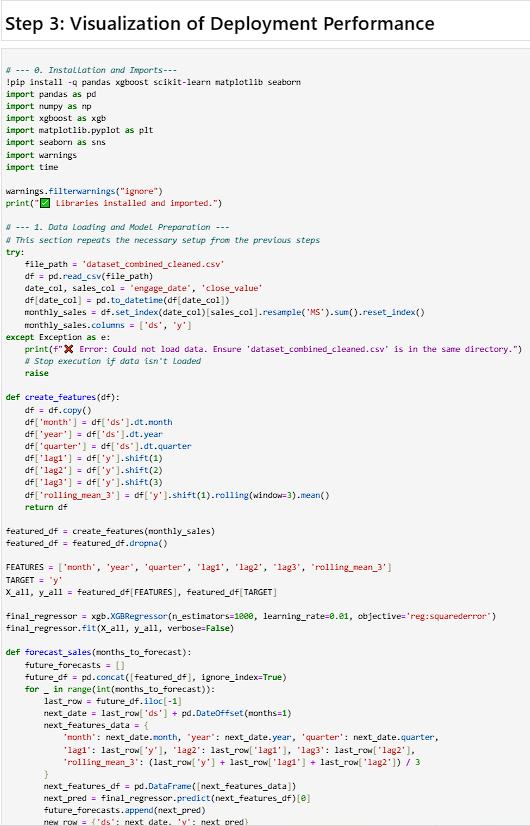 Step 3: Visualization of Deployment Performance
# --- 0. Installation and Imports---
!pip install -q pandas xgboost scikit-learn matplotlib seaborn
import pandas as pd
import numpy as np
import xgboost as xgb
import matplotlib.pyplot as plt
import seaborn as sns
import warnings
import time
warnings.filterwarnings("ignore")
print("✅ Libraries installed and imported.")
# --- 1. Data Loading and Model Preparation ---
# This section repeats the necessary setup from the previous steps
try:
    file_path = 'dataset_combined_cleaned.csv'
    df = pd.read_csv(file_path)
    date_col, sales_col = 'engage_date', 'close_value'
    df[date_col] = pd.to_datetime(df[date_col])
    monthly_sales = df.set_index(date_col)[sales_col].resample('MS').sum().reset_index()
    monthly_sales.columns = ['ds', 'y']
except Exception as e:
    print(f"❌ Error: Could not load data. Ensure 'dataset_combined_cleaned.csv' is in the same directory.")
    # Stop execution if data isn't loaded
    raise
def create_features(df):
    df = df.copy()
    df['month'] = df['ds'].dt.month
    df['year'] = df['ds'].dt.year
    df['quarter'] = df['ds'].dt.quarter
    df['lag1'] = df['y'].shift(1)
    df['lag2'] = df['y'].shift(2)
    df['lag3'] = df['y'].shift(3)
    df['rolling_mean_3'] = df['y'].shift(1).rolling(window=3).mean()
    return df
featured_df = create_features(monthly_sales)
featured_df = featured_df.dropna()
FEATURES = ['month', 'year', 'quarter', 'lag1', 'lag2', 'lag3', 'rolling_mean_3']
TARGET = 'y'
X_all, y_all = featured_df[FEATURES], featured_df[TARGET]
final_regressor = xgb.XGBRegressor(n_estimators=1000, learning_rate=0.01, objective='reg:squarederror')
final_regressor.fit(X_all, y_all, verbose=False)
def forecast_sales(months_to_forecast):
    future_forecasts = []
    future_df = pd.concat([featured_df], ignore_index=True)
    for _ in range(int(months_to_forecast)):
        last_row = future_df.iloc[-1]
        next_date = last_row['ds'] + pd.DateOffset(months=1)
        next_features_data = {
            'month': next_date.month, 'year': next_date.year, 'quarter': next_date.quarter,
            'lag1': last_row['y'], 'lag2': last_row['lag1'], 'lag3': last_row['lag2'],
            'rolling_mean_3': (last_row['y'] + last_row['lag1'] + last_row['lag2']) / 3
        }
        next_features_df = pd.DataFrame([next_features_data])
        next_pred = final_regressor.predict(next_features_df)[0]
        future_forecasts.append(next_pred)
        new_row = {'ds': next_date, 'y': next_pred}